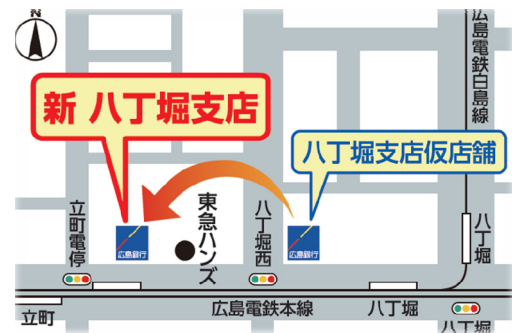 N
広島電鉄白島線
新 八丁堀支店
八丁堀支店仮店舗
立町電停
広島銀行
東急ハンズ
八丁堀西
広島銀行
八丁堀
広島電鉄本線
八丁堀
立町
八丁堀